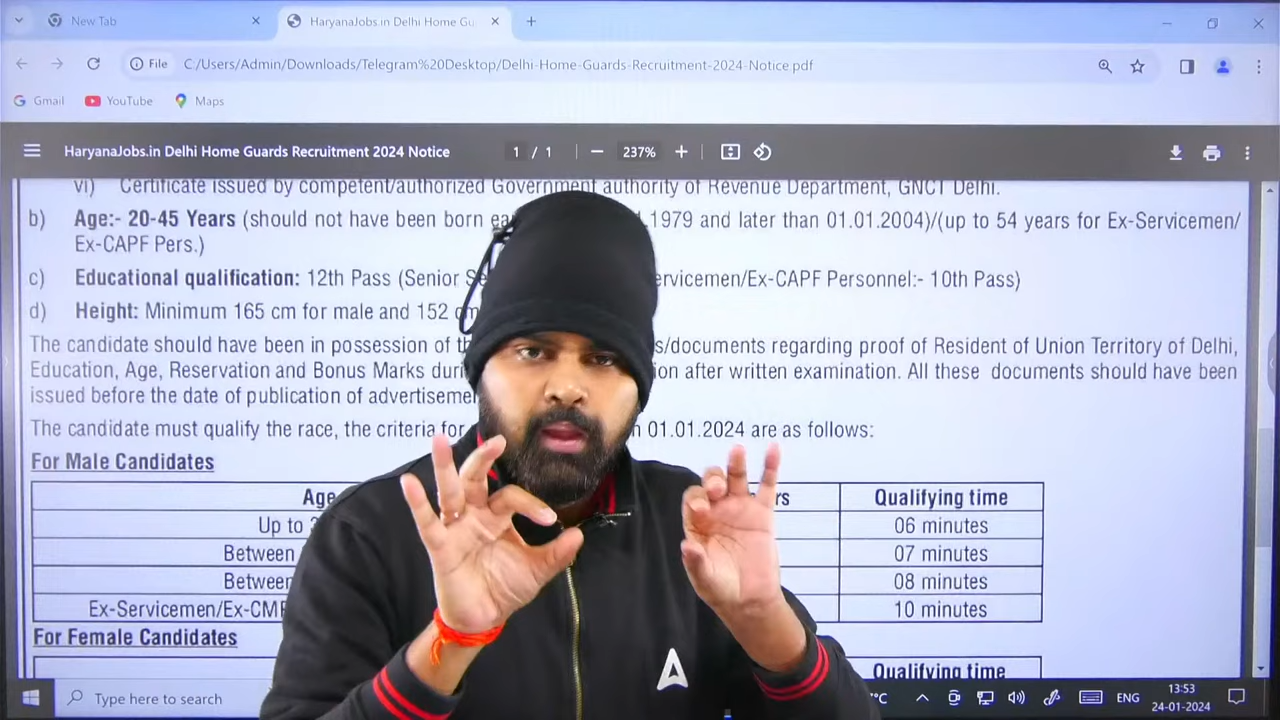 New Tab
HaryanaJobs.in Delhi Home Gu
File C:/Users/Admin/Downloads/Telegram%20Desktop/Delhi-Home-Guards-Recruitment-2024-Notice.pdf
Gmail YouTube Maps
HaryanaJobs.in Delhi Home Guards Recruitment 2024 Notice 1 / 1 237%
vi) Certificate issued by competent/authorized Government authority of Revenue Department, GNCT Delhi.
b) Age:- 20-45 Years (should not have been born 1979 and later than 01.01.2004)/(up to 54 years for Ex-Servicemen/
Ex-CAPF Pers.)
c) Educational qualification: 12th Pass (Senior ervicemen/Ex-CAPF Personnel:- 10th Pass)
d) Height: Minimum 165 cm for male and 152
The candidate should have been in possession of s/documents regarding proof of Resident of Union Territory of Delhi,
Education, Age, Reservation and Bonus Marks after written examination. All these documents should have been
issued before the date of publication of
The candidate must qualify the race, the criteria for 01.01.2024 are as follows:
For Male Candidates
Age Qualifying time
Up to 06 minutes
Between 07 minutes
Between 08 minutes
Ex-Servicemen/ 10 minutes
For Female Candidates
Qualifying time
Type here to search
°C ENG 13:53
24-01-2024